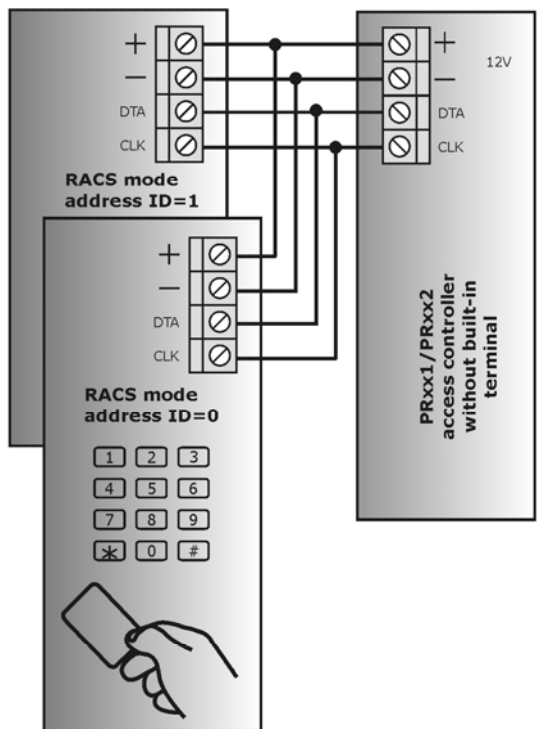 +
−
DTA
CLK
RACS mode
address ID=1
+
−
DTA
CLK
RACS mode
address ID=0
1 2 3
4 5 6
7 8 9
* 0 #
+
−
12V
DTA
CLK
PRxx1/PRxx2
access controller
without built-in
terminal